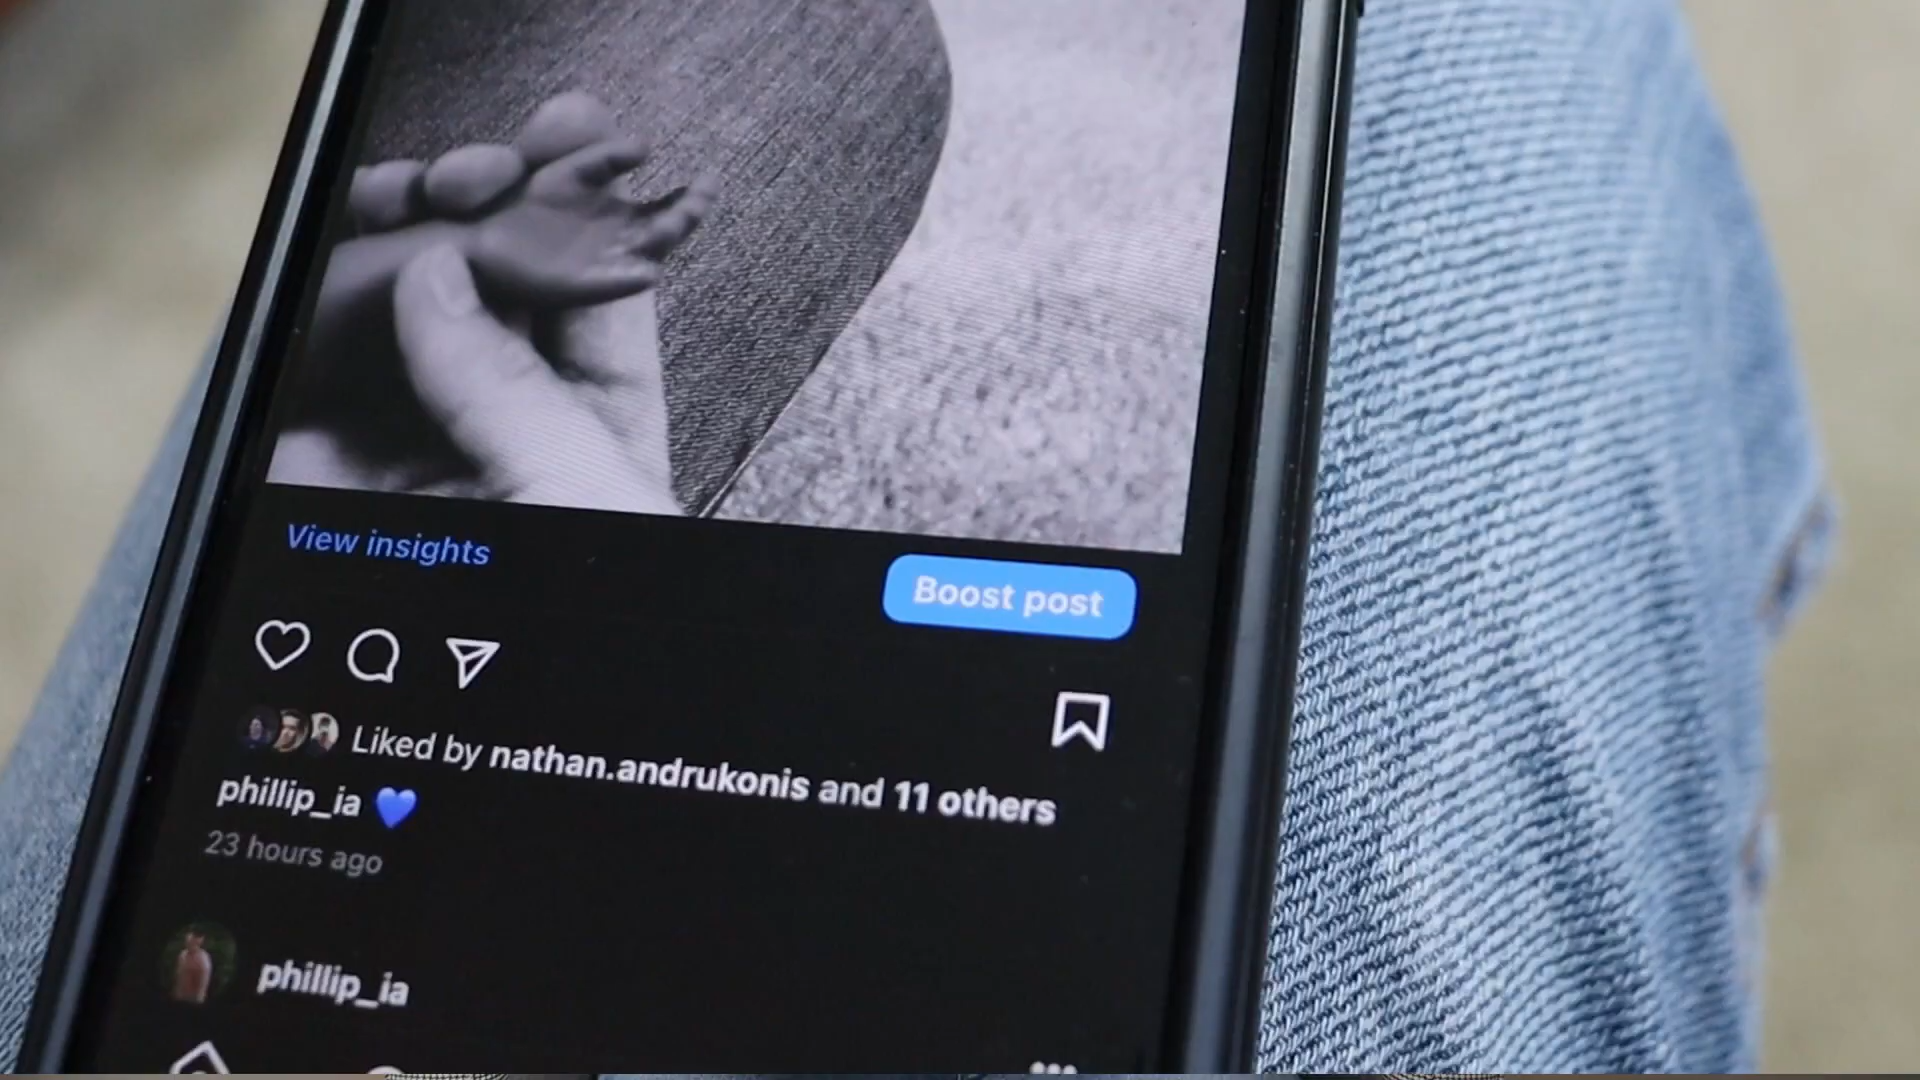 View insights
Boost post
Liked by nathan.andrukonis and 11 others
phillip_ia 💙
23 hours ago
phillip_ia